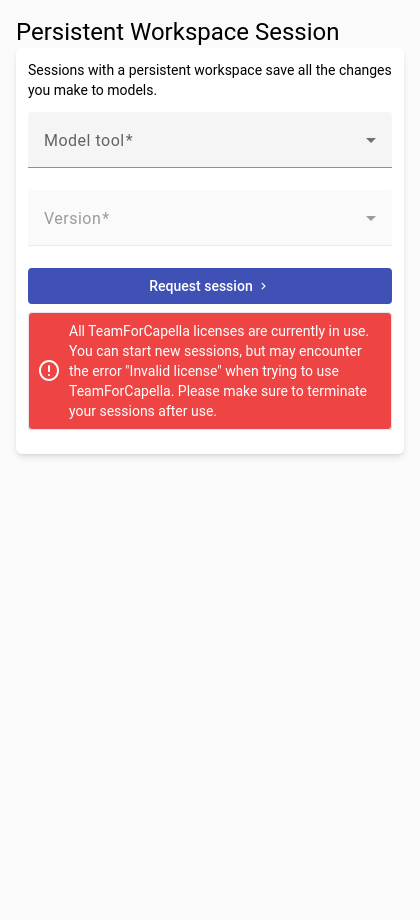 Persistent Workspace Session
Sessions with a persistent workspace save all the changes
you make to models.
Model tool*
Version*
Request session
All TeamForCapella licenses are currently in use.
You can start new sessions, but may encounter
the error "Invalid license" when trying to use
TeamForCapella. Please make sure to terminate
your sessions after use.